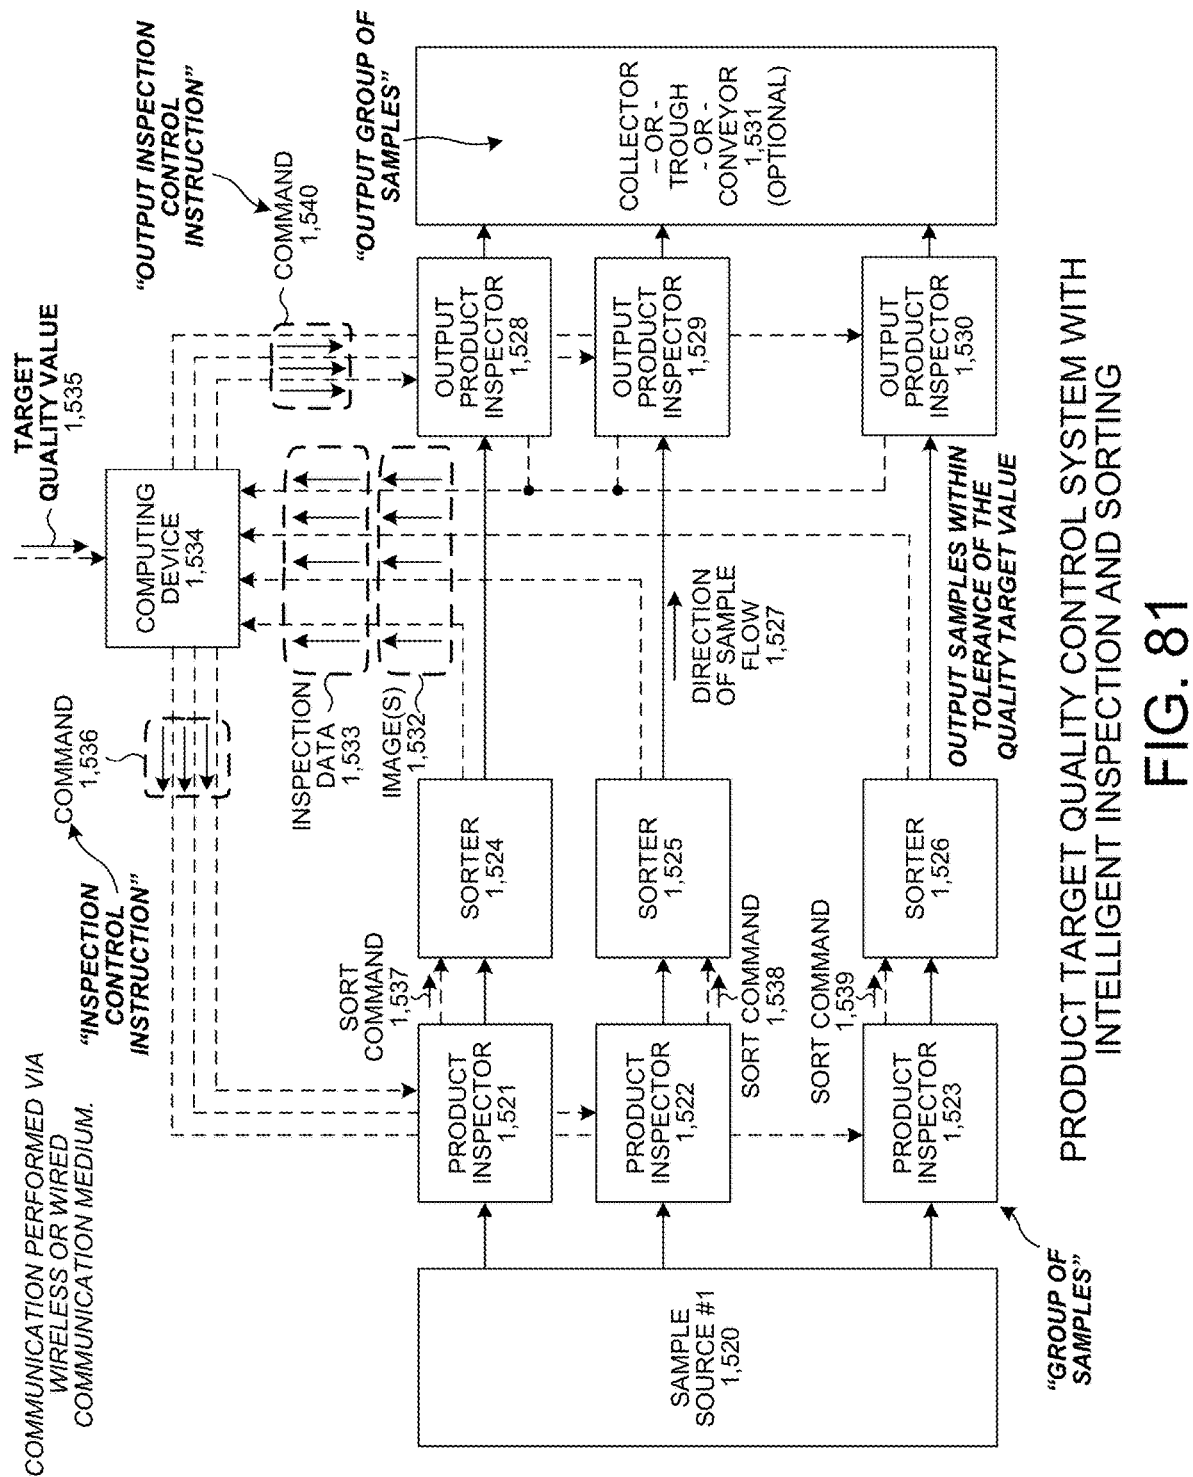 COMMUNICATION PERFORMED VIA
WIRELESS OR WIRED
COMMUNICATION MEDIUM.
"INSPECTION
CONTROL
INSTRUCTION"
COMMAND
1,536
TARGET
QUALITY VALUE
1,535
COMPUTING
DEVICE
1,534
"OUTPUT INSPECTION
CONTROL
INSTRUCTION"
COMMAND
1,540
INSPECTION
DATA
1,533
IMAGE(S)
1,532
"OUTPUT GROUP OF
SAMPLES"
SAMPLE
SOURCE #1
1,520
PRODUCT
INSPECTOR
1,521
SORT
COMMAND
1,537
SORTER
1,524
OUTPUT
PRODUCT
INSPECTOR
1,528
PRODUCT
INSPECTOR
1,522
SORT COMMAND
1,538
SORTER
1,525
DIRECTION
OF SAMPLE
FLOW
1,527
OUTPUT
PRODUCT
INSPECTOR
1,529
PRODUCT
INSPECTOR
1,523
SORT COMMAND
1,539
SORTER
1,526
OUTPUT
PRODUCT
INSPECTOR
1,530
COLLECTOR
- OR -
TROUGH
- OR -
CONVEYOR
1,531
(OPTIONAL)
OUTPUT SAMPLES WITHIN
TOLERANCE OF THE
QUALITY TARGET VALUE
"GROUP OF
SAMPLES"
PRODUCT TARGET QUALITY CONTROL SYSTEM WITH
INTELLIGENT INSPECTION AND SORTING
FIG. 81